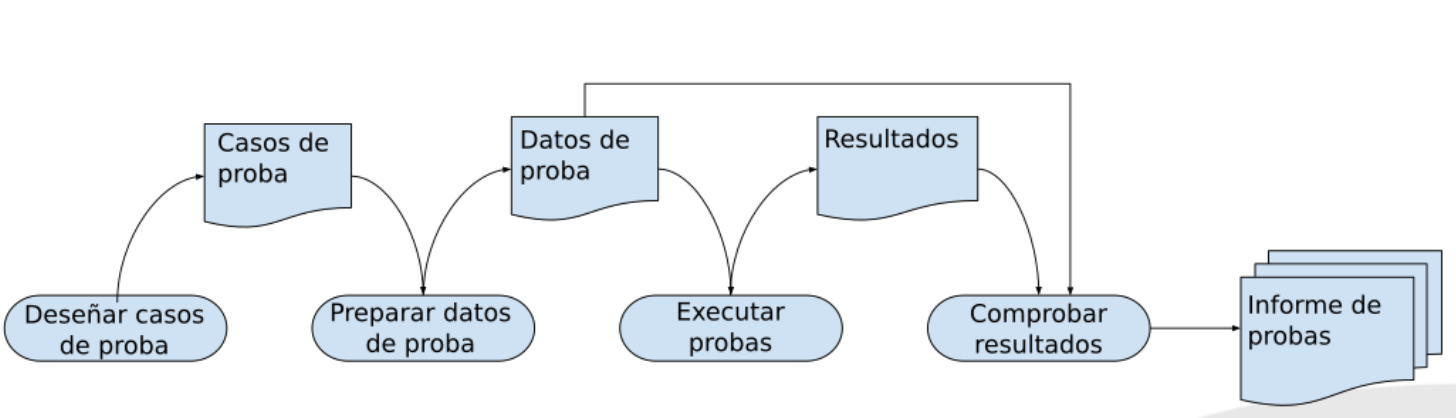 Casos de
proba
Datos de
proba
Resultados
Deseñar casos
de proba
Preparar datos
de proba
Executar
probas
Comprobar
resultados
Informe de
probas